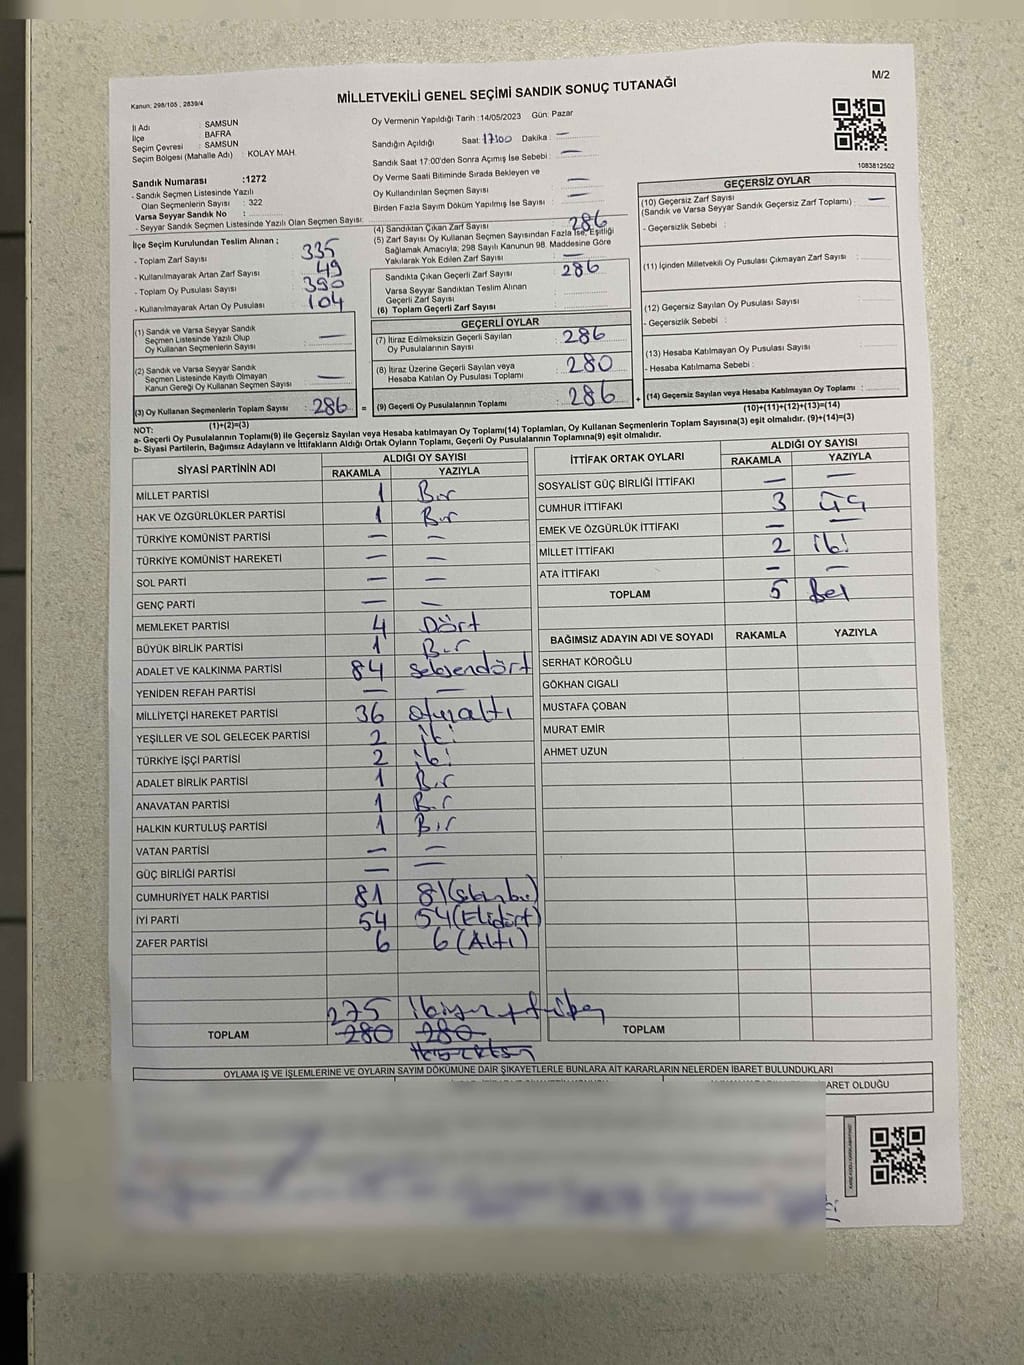 M/2
Kanun; 298/105 , 2839/4
MİLLETVEKİLİ GENEL SEÇİMİ SANDIK SONUÇ TUTANAĞI
İl Adı : SAMSUN
İlçe : BAFRA
Seçim Çevresi : SAMSUN
Seçim Bölgesi (Mahalle Adı) : KOLAY MAH.
Oy Vermenin Yapıldığı Tarih : 14/05/2023 Gün: Pazar
Sandığın Açıldığı Saat: 17:00 Dakika : —
Sandık Saat 17:00'den Sonra Açımış İse Sebebi : —
Oy Verme Saati Bitiminde Sırada Bekleyen ve
Oy Kullandırılan Seçmen Sayısı —
Birden Fazla Sayım Döküm Yapılmış İse Sayısı : —
1083812502
Sandık Numarası :1272
- Sandık Seçmen Listesinde Yazılı
Olan Seçmenlerin Sayısı : 322
Varsa Seyyar Sandık No :
- Seyyar Sandık Seçmen Listesinde Yazılı Olan Seçmen Sayısı:
İlçe Seçim Kurulundan Teslim Alınan ;
- Toplam Zarf Sayısı : 335
- Kullanılmayarak Artan Zarf Sayısı : 49
- Toplam Oy Pusulası Sayısı : 390
- Kullanılmayarak Artan Oy Pusulası : 104
(1) Sandık ve Varsa Seyyar Sandık
Seçmen Listesinde Yazılı Olup
Oy Kullanan Seçmenlerin Sayısı : —
(2) Sandık ve Varsa Seyyar Sandık
Seçmen Listesinde Kayıtlı Olmayan
Kanun Gereği Oy Kullanan Seçmen Sayısı : —
(3) Oy Kullanan Seçmenlerin Toplam Sayısı : 286 =
(1)+(2)=(3)
(4) Sandıktan Çıkan Zarf Sayısı : 286
(5) Zarf Sayısı Oy Kullanan Seçmen Sayısından Fazla İse, Eşitliği
Sağlamak Amacıyla; 298 Sayılı Kanunun 98. Maddesine Göre
Yakılarak Yok Edilen Zarf Sayısı : —
Sandıkta Çıkan Geçerli Zarf Sayısı : 286
Varsa Seyyar Sandıktan Teslim Alınan
Geçerli Zarf Sayısı
(6) Toplam Geçerli Zarf Sayısı :
GEÇERLİ OYLAR
(7) İtiraz Edilmeksizin Geçerli Sayılan
Oy Pusulalarının Sayısı : 286
(8) İtiraz Üzerine Geçerli Sayılan veya
Hesaba Katılan Oy Pusulası Toplamı : 280
(9) Geçerli Oy Pusulalarının Toplamı : 286 +
GEÇERSİZ OYLAR
(10) Geçersiz Zarf Sayısı
(Sandık ve Varsa Seyyar Sandık Geçersiz Zarf Toplamı) : —
- Geçersizlik Sebebi :
(11) İçinden Milletvekili Oy Pusulası Çıkmayan Zarf Sayısı :
(12) Geçersiz Sayılan Oy Pusulası Sayısı :
- Geçersizlik Sebebi :
(13) Hesaba Katılmayan Oy Pusulası Sayısı :
- Hesaba Katılmama Sebebi :
(14) Geçersiz Sayılan veya Hesaba Katılmayan Oy Toplamı :
(10)+(11)+(12)+(13)=(14)
NOT:
a- Geçerli Oy Pusulalarının Toplamı(9) ile Geçersiz Sayılan veya Hesaba Katılmayan Oy Toplamı(14) Toplamları, Oy Kullanan Seçmenlerin Toplam Sayısına(3) eşit olmalıdır. (9)+(14)=(3)
b- Siyasi Partilerin, Bağımsız Adayların ve İttifakların Aldığı Ortak Oyların Toplamı, Geçerli Oy Pusulalarının Toplamına(9) eşit olmalıdır.
SİYASİ PARTİNİN ADI ALDIĞI OY SAYISI
RAKAMLA YAZIYLA
MİLLET PARTİSİ 1 Bir
HAK VE ÖZGÜRLÜKLER PARTİSİ 1 Bir
TÜRKİYE KOMÜNİST PARTİSİ — —
TÜRKİYE KOMÜNİST HAREKETİ — —
SOL PARTİ — —
GENÇ PARTİ — —
MEMLEKET PARTİSİ 4 Dört
BÜYÜK BİRLİK PARTİSİ 1 Bir
ADALET VE KALKINMA PARTİSİ 84 seksendört
YENİDEN REFAH PARTİSİ — —
MİLLİYETÇİ HAREKET PARTİSİ 36 otuzaltı
YEŞİLLER VE SOL GELECEK PARTİSİ 2 iki
TÜRKİYE İŞÇİ PARTİSİ 2 iki
ADALET BİRLİK PARTİSİ 1 Bir
ANAVATAN PARTİSİ 1 Bir
HALKIN KURTULUŞ PARTİSİ 1 Bir
VATAN PARTİSİ — —
GÜÇ BİRLİĞİ PARTİSİ — —
CUMHURİYET HALK PARTİSİ 81 81
İYİ PARTİ 54 54 (Ellidört)
ZAFER PARTİSİ 6 6 (Altı)
275
TOPLAM 280 280
İTTİFAK ORTAK OYLARI ALDIĞI OY SAYISI
RAKAMLA YAZIYLA
SOSYALİST GÜÇ BİRLİĞİ İTTİFAKI — —
CUMHUR İTTİFAKI 3 üç
EMEK VE ÖZGÜRLÜK İTTİFAKI — —
MİLLET İTTİFAKI 2 iki
ATA İTTİFAKI — —
TOPLAM 5 Beş
BAĞIMSIZ ADAYIN ADI VE SOYADI RAKAMLA YAZIYLA
SERHAT KÖROĞLU
GÖKHAN CIGALI
MUSTAFA ÇOBAN
MURAT EMİR
AHMET UZUN
TOPLAM
OYLAMA İŞ VE İŞLEMLERİNE VE OYLARIN SAYIM DÖKÜMÜNE DAİR ŞİKAYETLERLE BUNLARA AİT KARARLARIN NELERDEN İBARET BULUNDUKLARI
ARET OLDUĞU